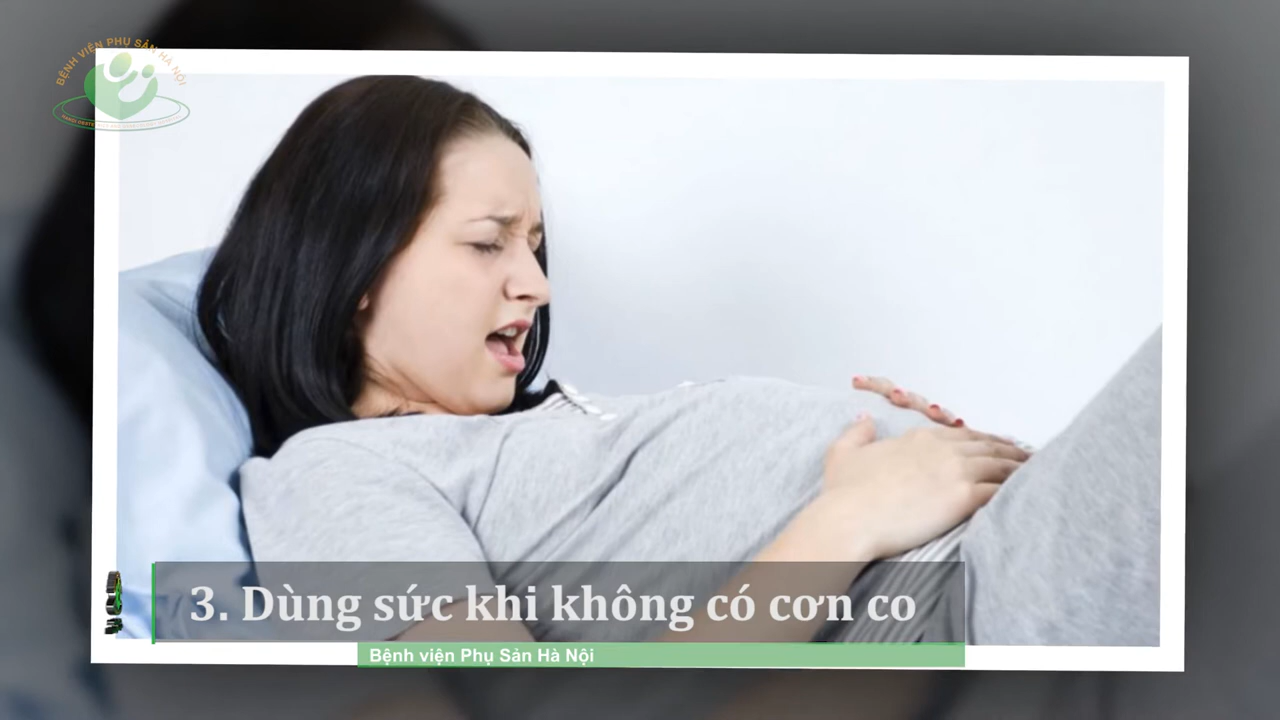 BỆNH VIỆN PHỤ SẢN HÀ NỘI
3. Dùng sức khi không có cơn co
Bệnh viện Phụ Sản Hà Nội